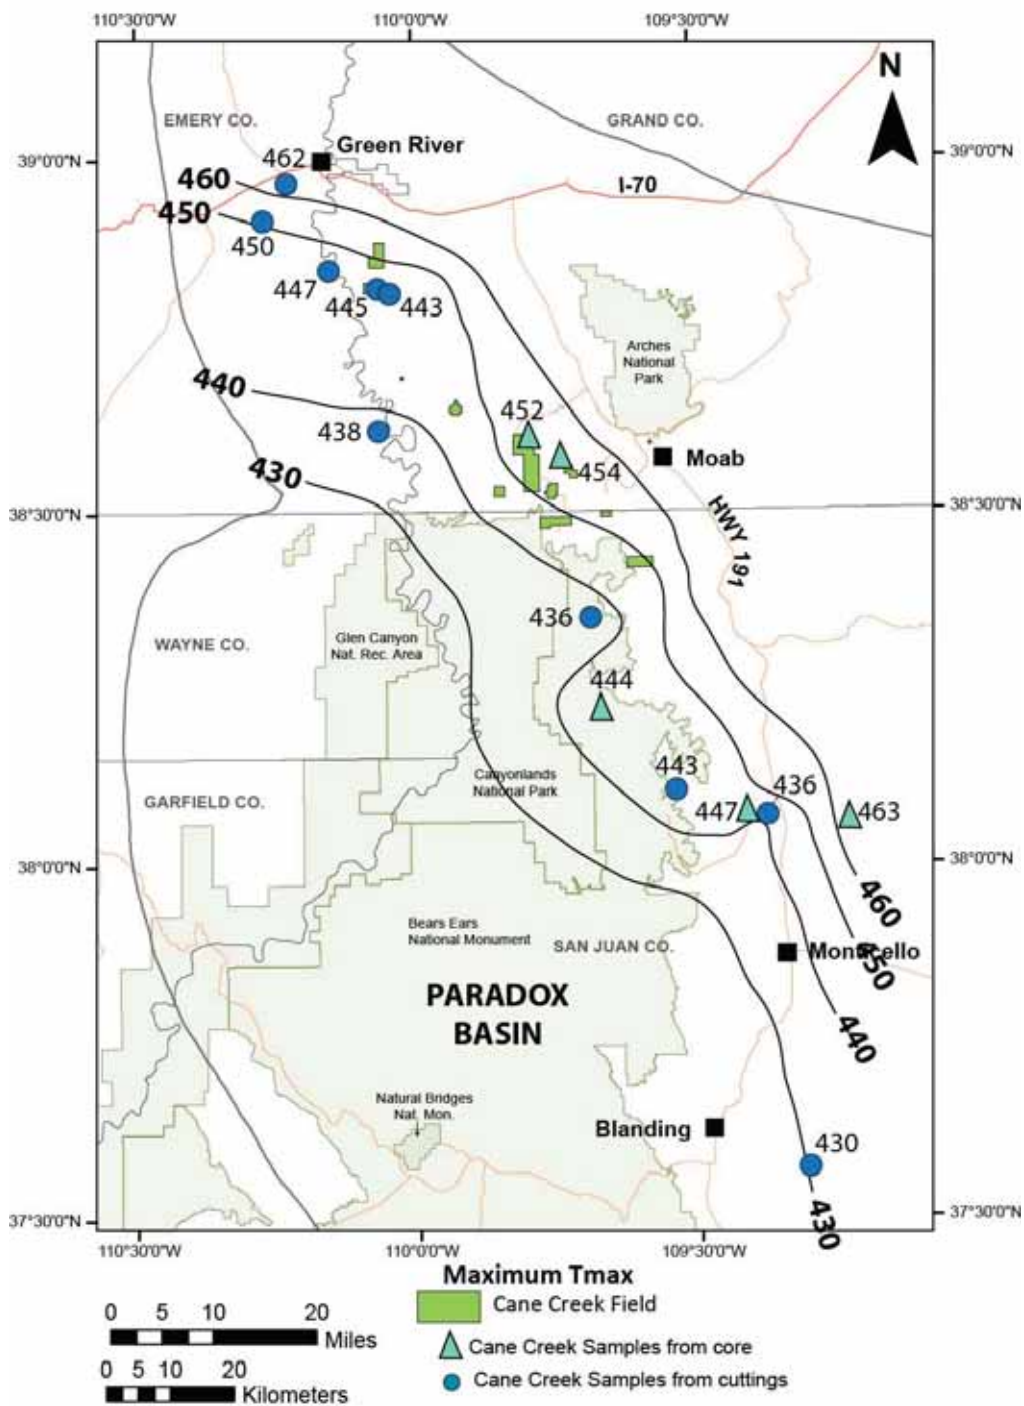 110°30'0"W 110°0'0"W 109°30'0"W
N
EMERY CO.
GRAND CO.
Green River
39°0'0"N
39°0'0"N
462
460
I-70
450
450
447
445
443
Arches
National
Park
440
452
438
454
Moab
430
HWY 191
38°30'0"N
38°30'0"N
436
WAYNE CO.
Glen Canyon
Nat. Rec. Area
444
443
Canyonlands
National Park
436
GARFIELD CO.
447
463
38°0'0"N
38°0'0"N
460
Bears Ears
National Monument
SAN JUAN CO.
Monticello
450
PARADOX
BASIN
440
Natural Bridges
Nat. Mon.
Blanding
430
430
37°30'0"N
37°30'0"N
110°30'0"W 110°0'0"W 109°30'0"W
Maximum Tmax
Cane Creek Field
0 5 10 20
Miles
Cane Creek Samples from core
0 5 10 20
Kilometers
Cane Creek Samples from cuttings